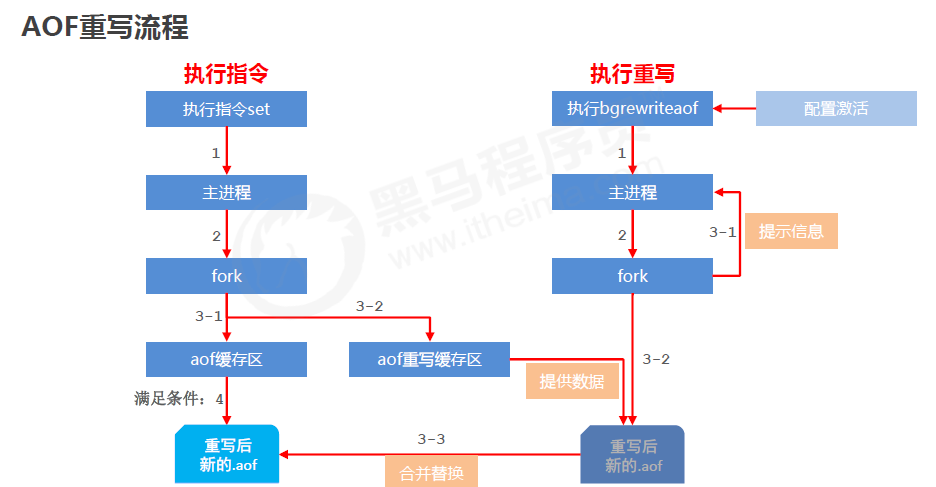 AOF重写流程
执行指令
执行重写
执行指令set
执行bgrewriteaof
配置激活
1
1
主进程
主进程
2
2
3-1
提示信息
fork
fork
3-1
3-2
aof缓存区
aof重写缓存区
3-2
提供数据
满足条件：4
重写后
新的.aof
3-3
合并替换
重写后
新的.aof
黑马程序员
www.itheima.com